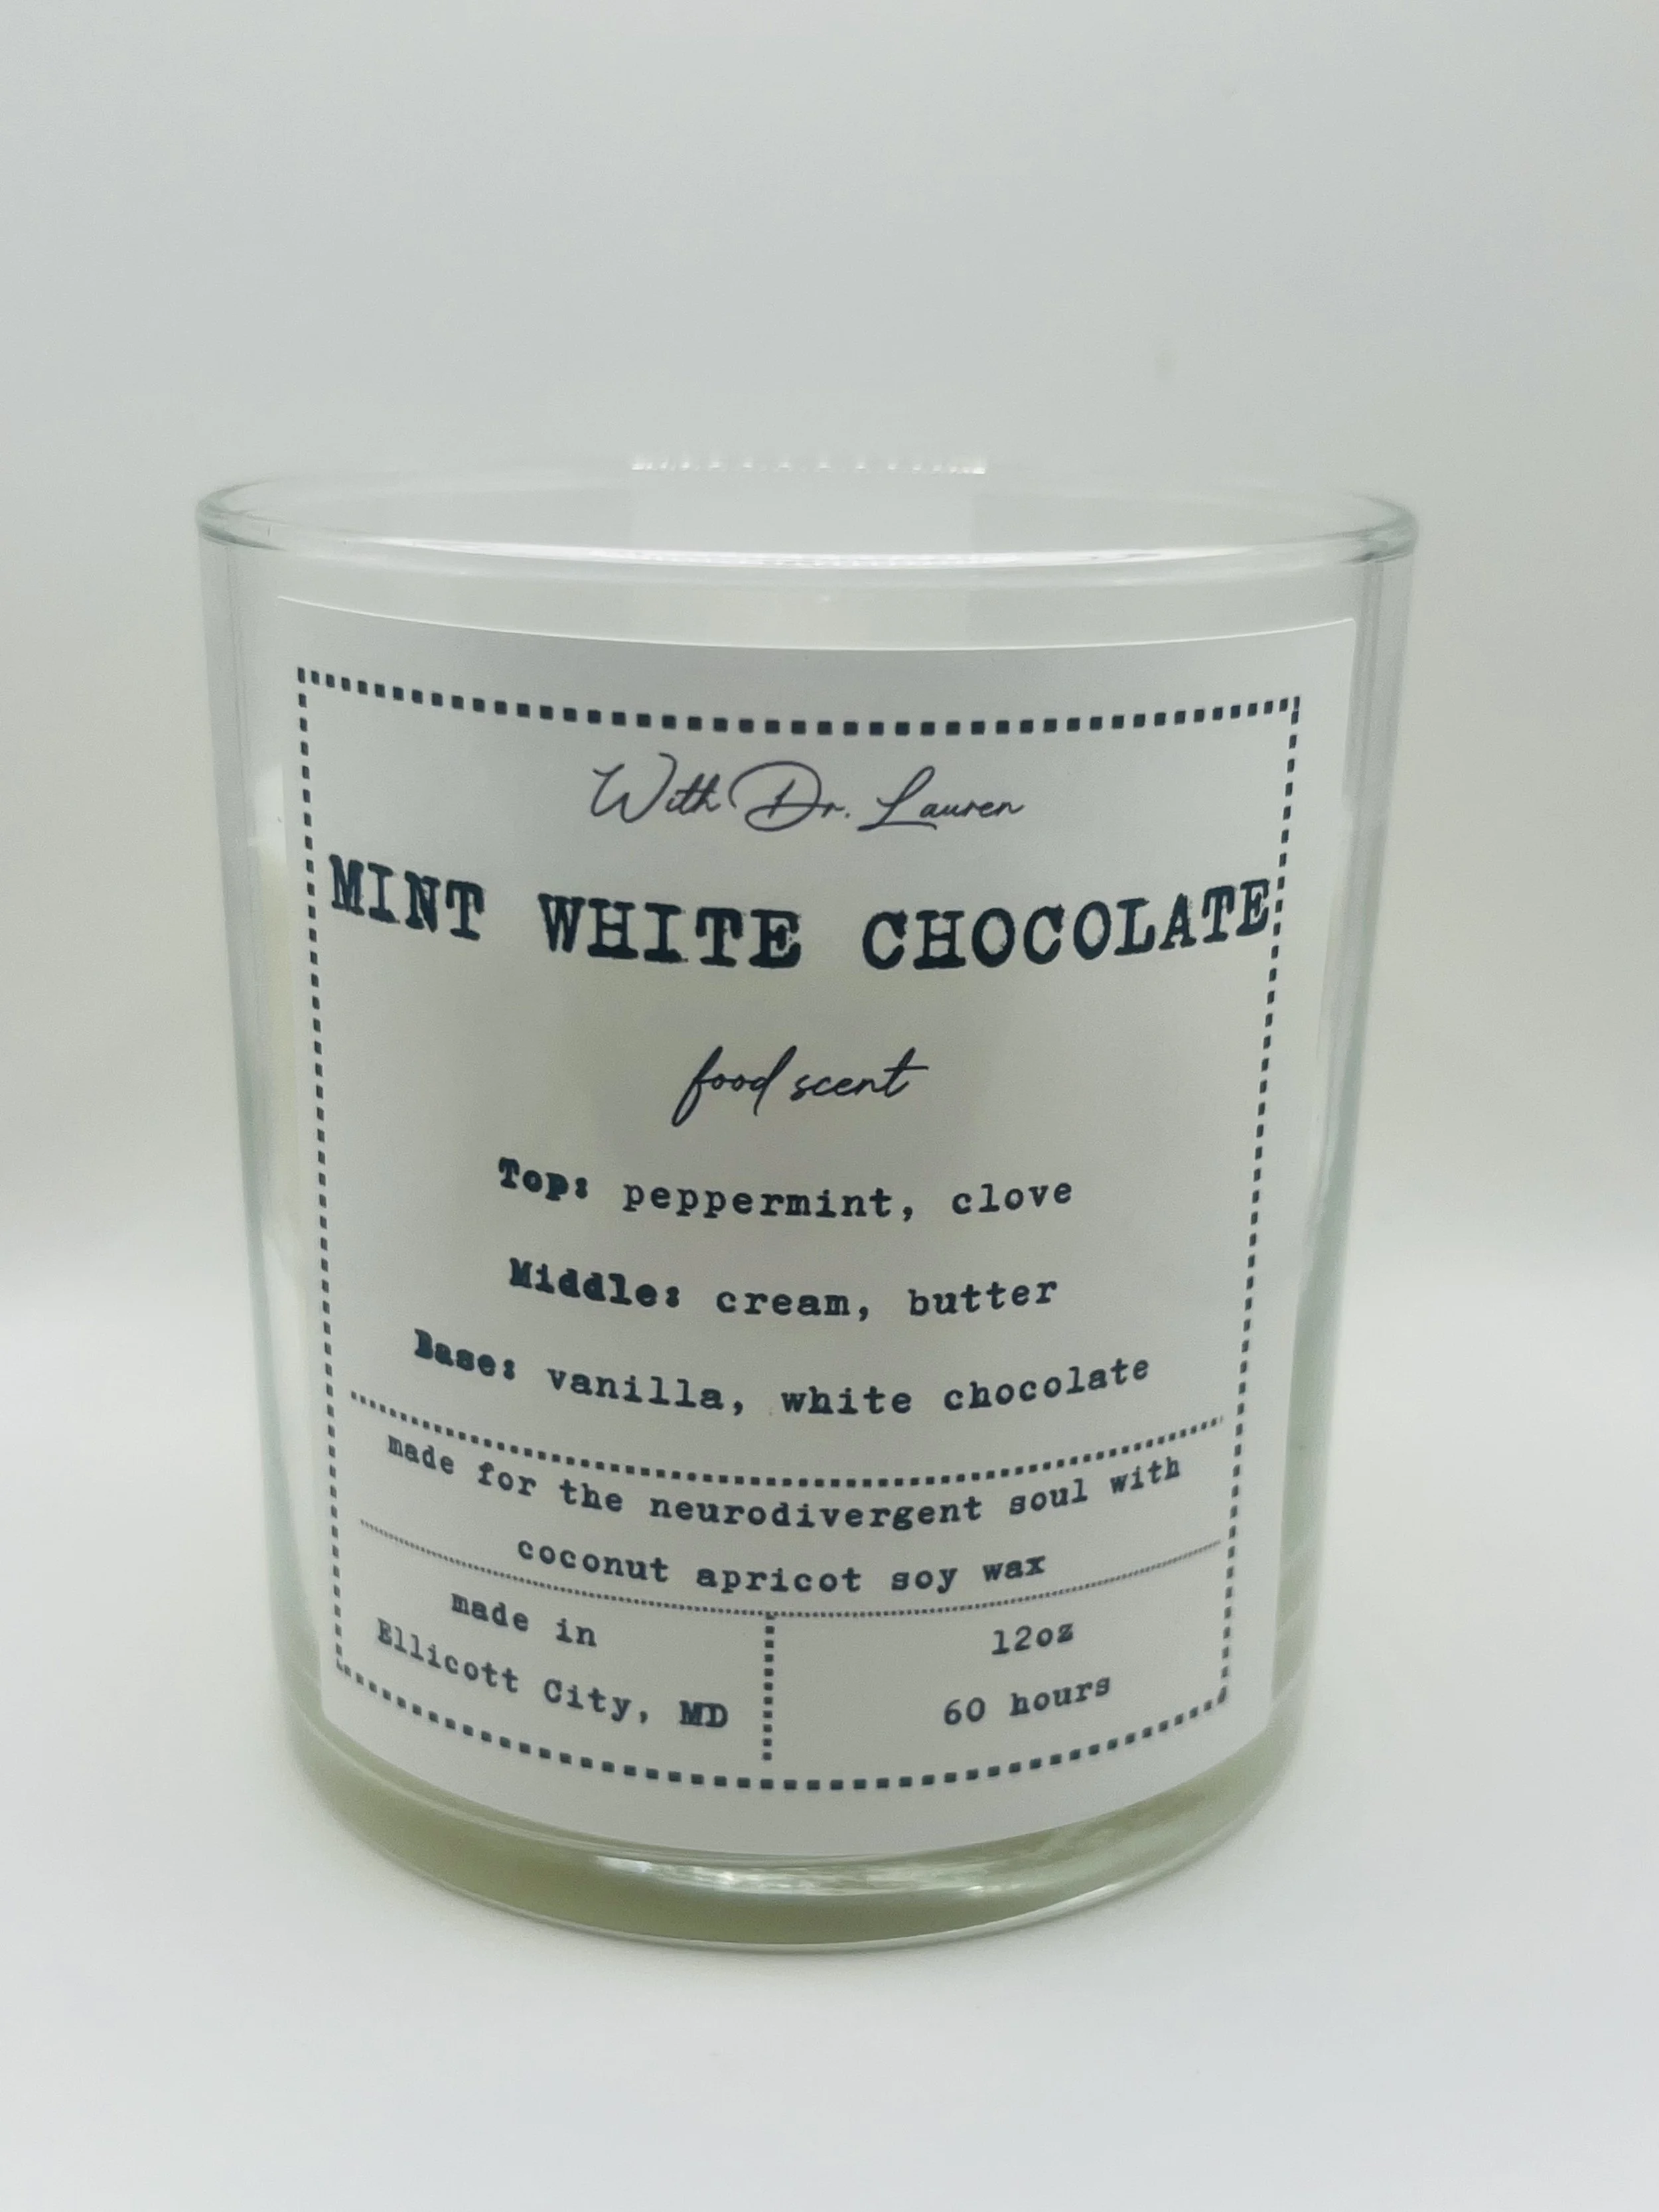 With Dr. Lauren
MINT WHITE CHOCOLATE
food scent
Top: peppermint, clove
Middle: cream, butter
Base: vanilla, white chocolate
made for the neurodivergent soul with
coconut apricot soy wax
made in
Ellicott City, MD
12oz
60 hours